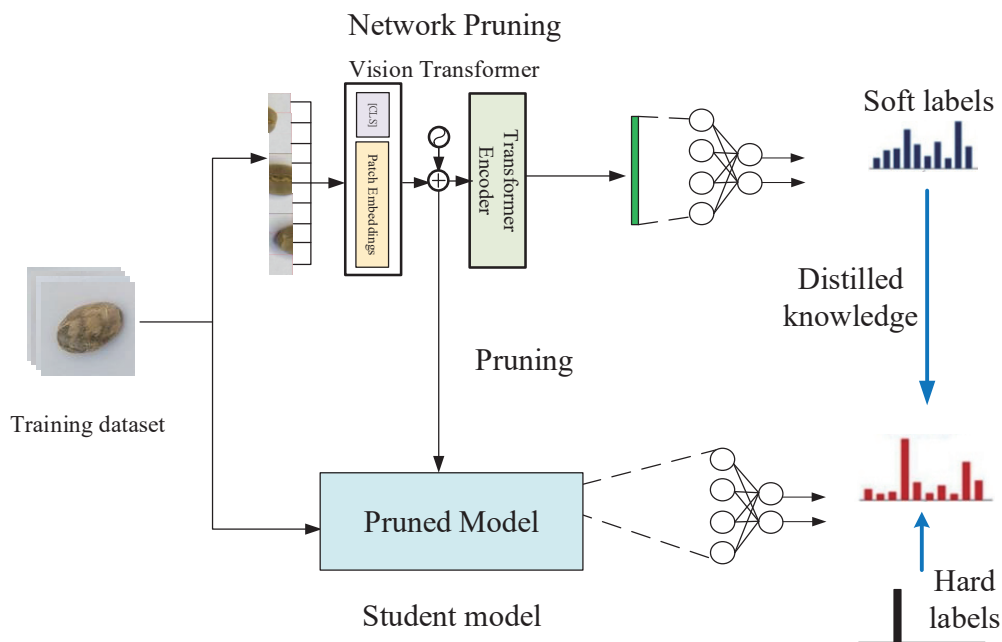 Network Pruning
Vision Transformer
[CLS]
Patch Embeddings
Transformer
Encoder
Soft labels
Distilled
knowledge
Pruning
Training dataset
Pruned Model
Student model
Hard
labels